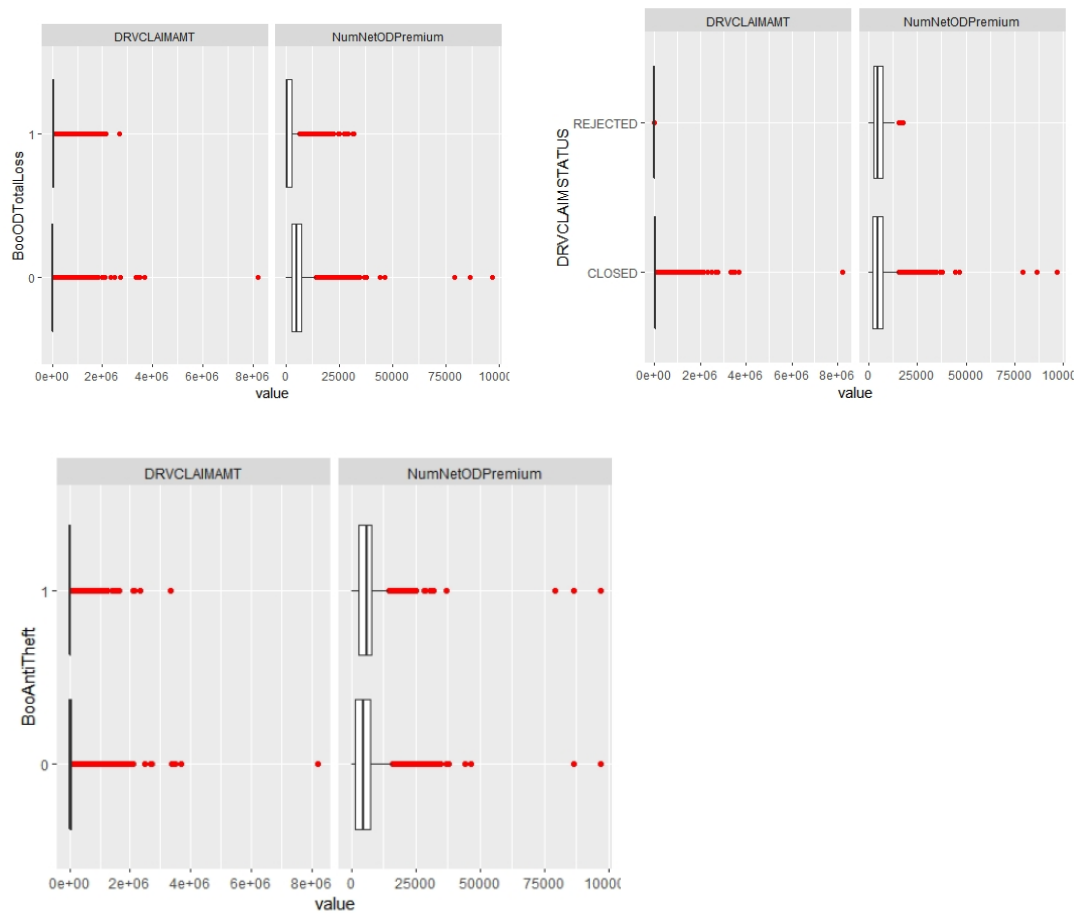 DRVCLAIMAMT NumNetODPremium
BooODTotalLoss
1
0
0e+00 2e+06 4e+06 6e+06 8e+06 0 25000 50000 75000 10000
value
DRVCLAIMAMT NumNetODPremium
DRVCLAIMSTATUS
REJECTED
CLOSED
0e+00 2e+06 4e+06 6e+06 8e+06 0 25000 50000 75000 1000
value
DRVCLAIMAMT NumNetODPremium
BooAntiTheft
1
0
0e+00 2e+06 4e+06 6e+06 8e+06 0 25000 50000 75000 1000
value